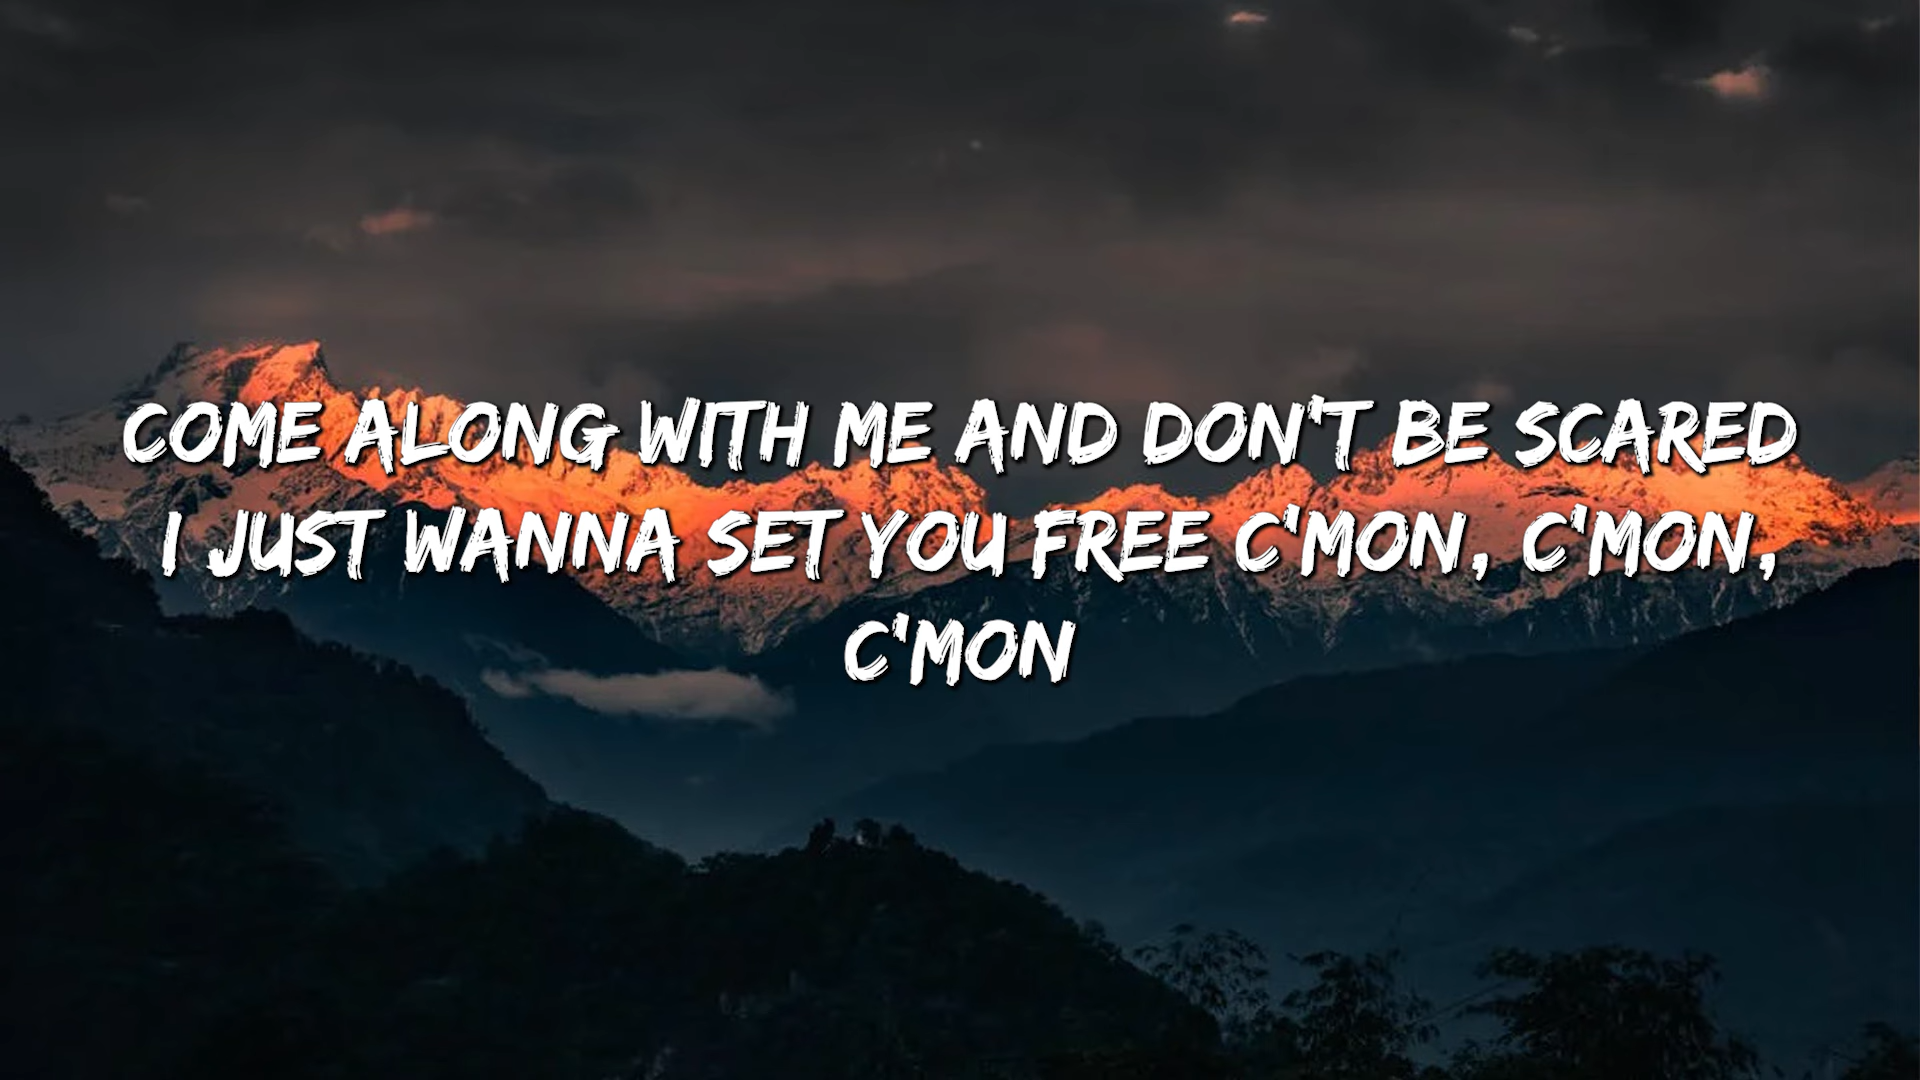 COME ALONG WITH ME AND DON'T BE SCARED
I JUST WANNA SET YOU FREE C'MON, C'MON,
C'MON